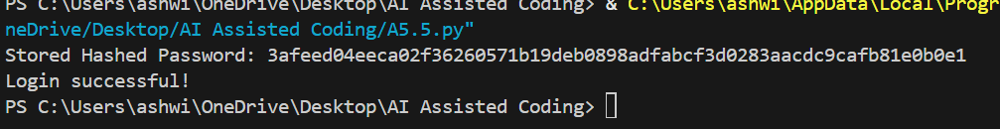 PS C:\Users\ashwi\OneDrive\Desktop\AI Assisted Coding> & C:\Users\ashwi\AppData\Local\Progr
neDrive/Desktop/AI Assisted Coding/A5.5.py"
Stored Hashed Password: 3afeed04eeca02f36260571b19deb0898adfabcf3d0283aacdc9cafb81e0b0e1
Login successful!
PS C:\Users\ashwi\OneDrive\Desktop\AI Assisted Coding>